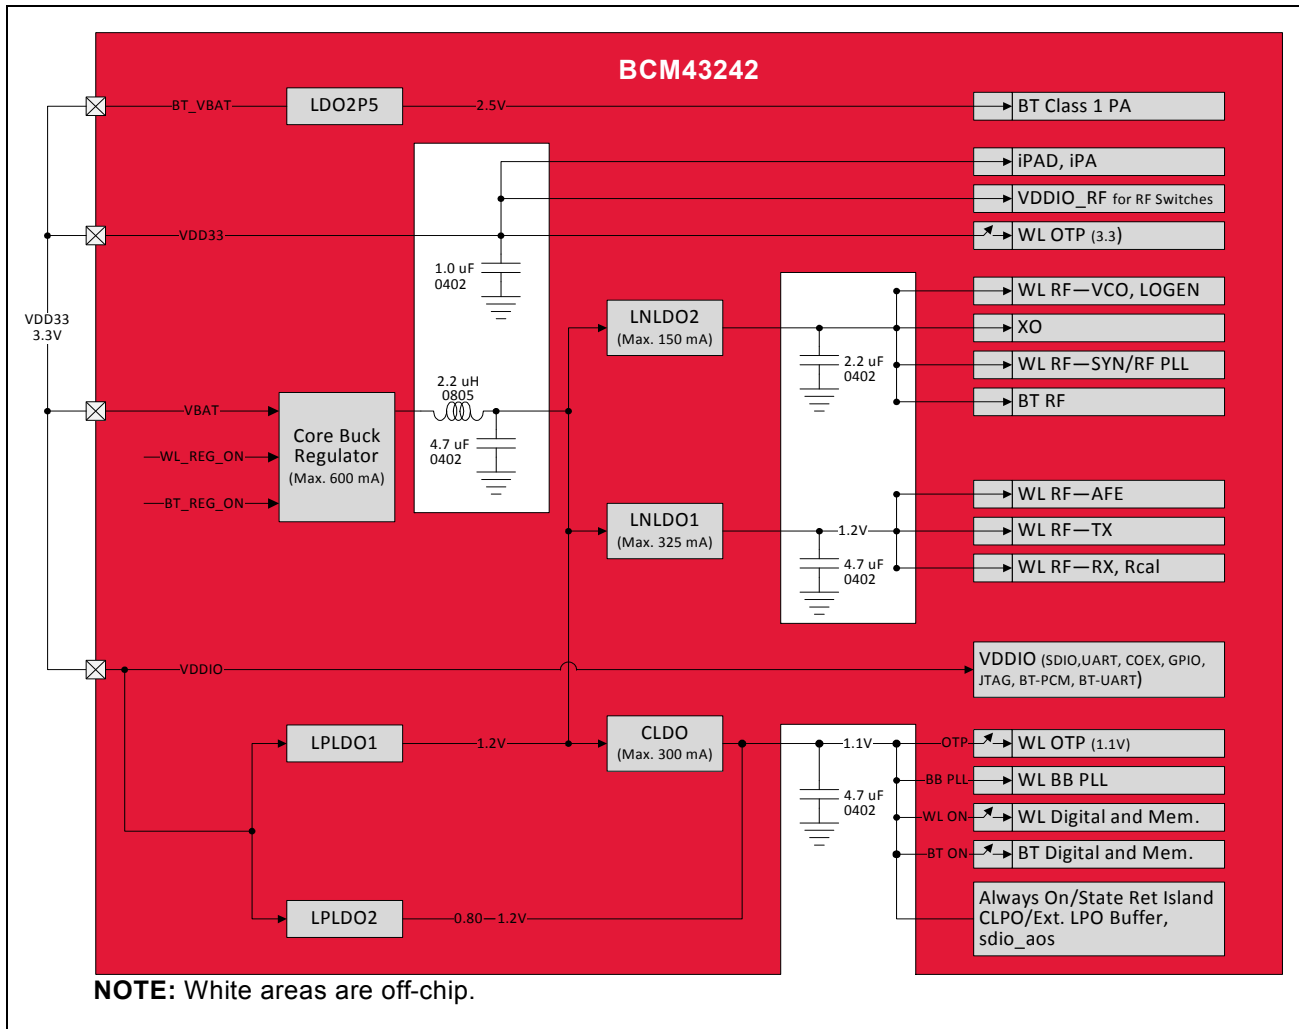 BCM43242
BT_VBAT
LDO2P5
2.5V
BT Class 1 PA
iPAD, iPA
VDDIO_RF for RF Switches
VDD33
WL OTP (3.3)
1.0 uF
0402
VDD33
3.3V
LNLDO2
(Max. 150 mA)
2.2 uF
0402
WL RF—VCO, LOGEN
XO
WL RF—SYN/RF PLL
BT RF
VBAT
WL_REG_ON
BT_REG_ON
Core Buck
Regulator
(Max. 600 mA)
2.2 uH
0805
4.7 uF
0402
LNLDO1
(Max. 325 mA)
1.2V
4.7 uF
0402
WL RF—AFE
WL RF—TX
WL RF—RX, Rcal
VDDIO
VDDIO (SDIO,UART, COEX, GPIO,
JTAG, BT-PCM, BT-UART)
LPLDO1
1.2V
CLDO
(Max. 300 mA)
1.1V
4.7 uF
0402
OTP
WL OTP (1.1V)
BB PLL
WL BB PLL
WL ON
WL Digital and Mem.
BT ON
BT Digital and Mem.
LPLDO2
0.80—1.2V
Always On/State Ret Island
CLPO/Ext. LPO Buffer,
sdio_aos
NOTE: White areas are off-chip.